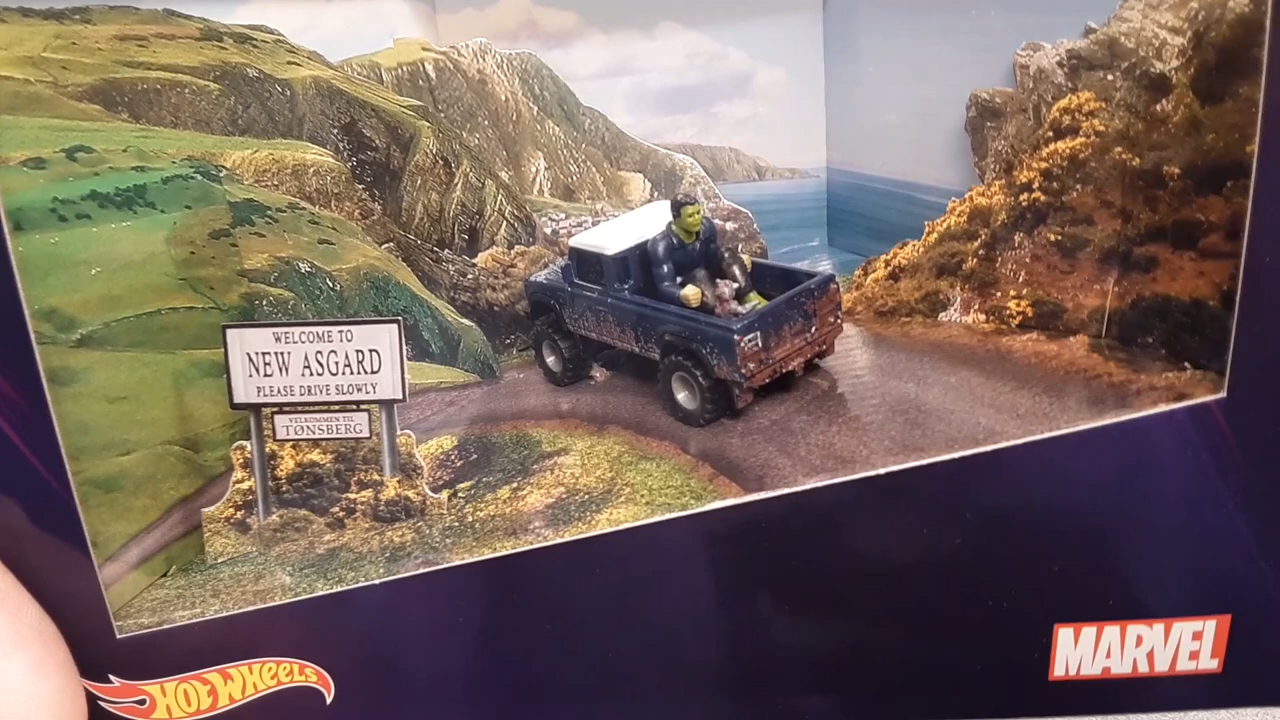 WELCOME TO
NEW ASGARD
PLEASE DRIVE SLOWLY
VELKOMMEN TIL
TØNSBERG
HOT WHEELS
MARVEL